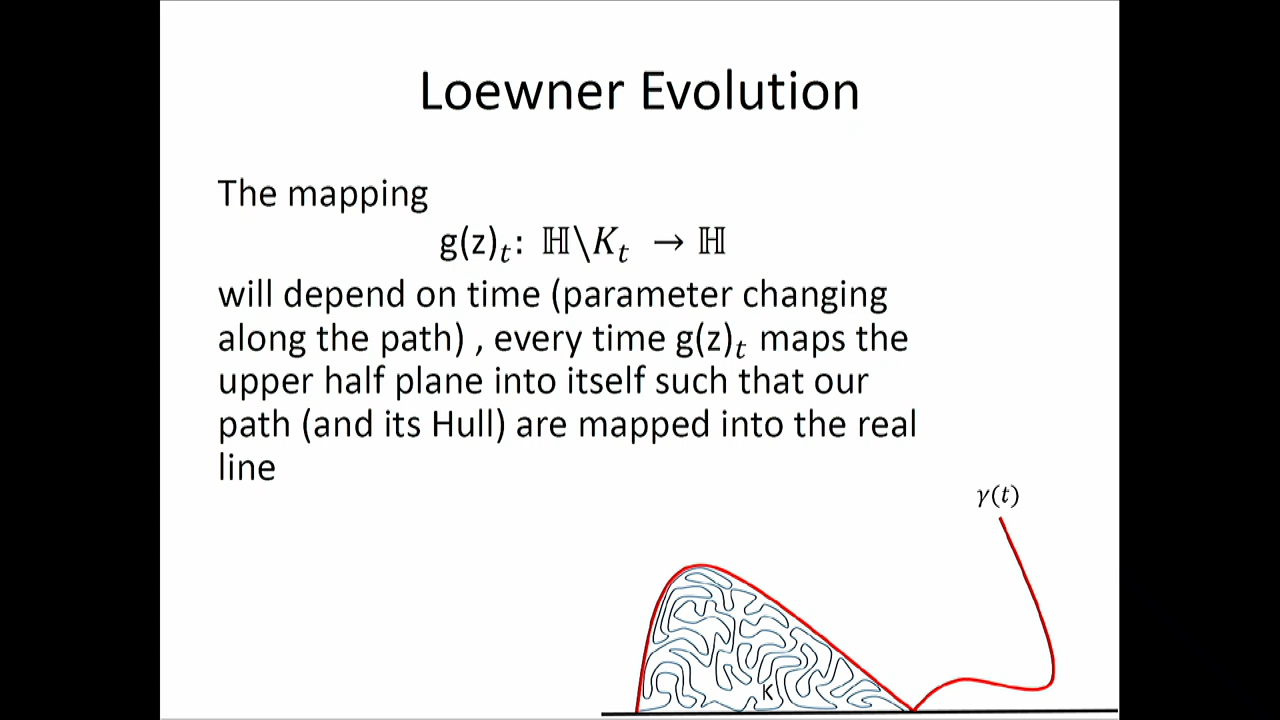 Loewner Evolution
The mapping
g(z)ₜ: ℍ\Kₜ → ℍ
will depend on time (parameter changing
along the path) , every time g(z)ₜ maps the
upper half plane into itself such that our
path (and its Hull) are mapped into the real
line
γ(t)
K